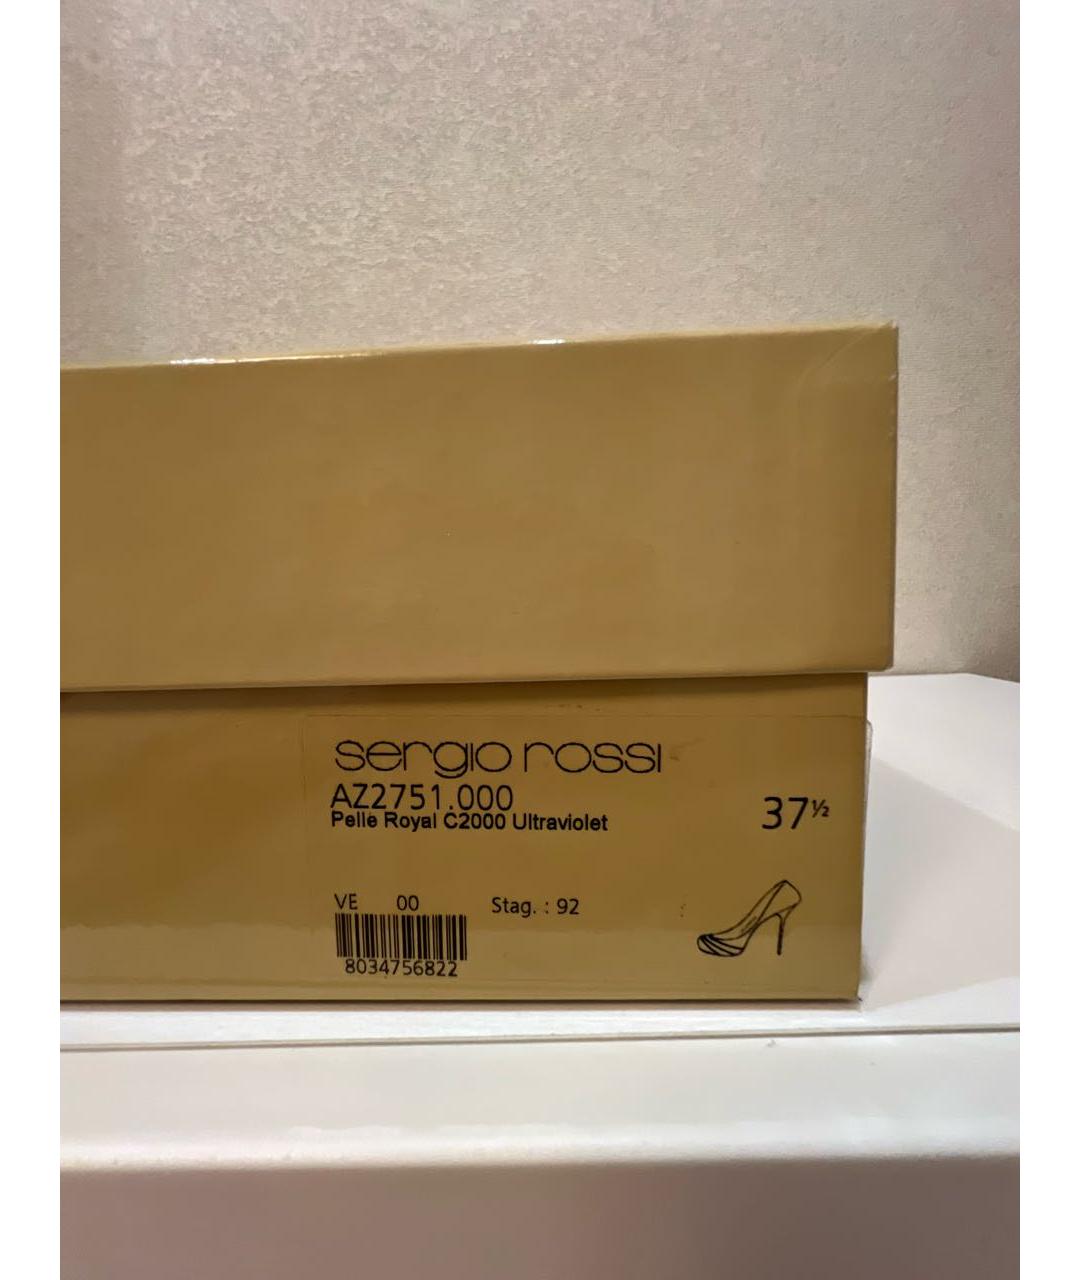 sergio rossi
AZ2751.000
Pelle Royal C2000 Ultraviolet
37½
VE 00 Stag. : 92
8034756822